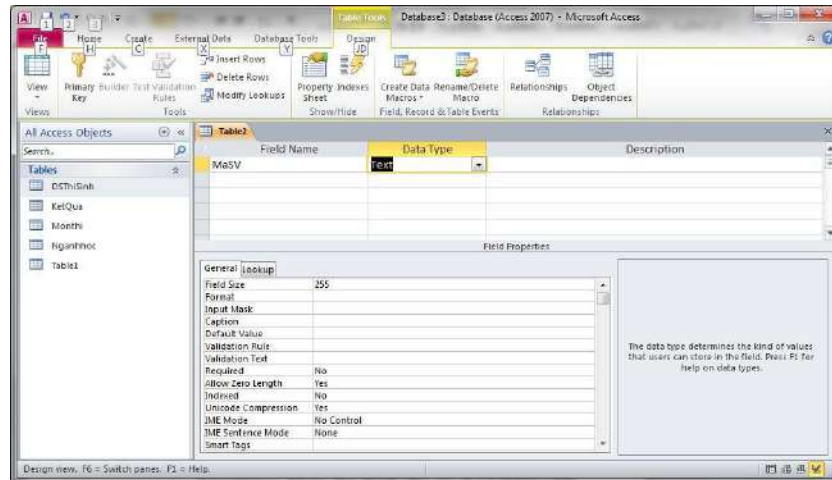 Table Tools Database3 : Database (Access 2007) - Microsoft Access
1 2 3
File Home Create External Data Database Tools Design
F H C X Y JD
View
Primary Key
Builder
Test Validation Rules
Insert Rows
Delete Rows
Modify Lookups
Property Sheet
Indexes
Create Data Macros
Rename/Delete Macro
Relationships
Object Dependencies
Views Tools Show/Hide Field, Record & Table Events Relationships
All Access Objects
Search..
Tables
DSThiSinh
KetQua
Monthi
Nganhhoc
Table2
Field Name Data Type Description
MaSV Text
Field Properties
General Lookup
Field Size 255
Format
Input Mask
Caption
Default Value
Validation Rule
Validation Text
Required No
Allow Zero Length Yes
Indexed No
Unicode Compression Yes
IME Mode No Control
IME Sentence Mode None
Smart Tags
The data type determines the kind of values
that users can store in the field. Press F1 for
help on data types.
Design view. F6 = Switch panes. F1 = Help.